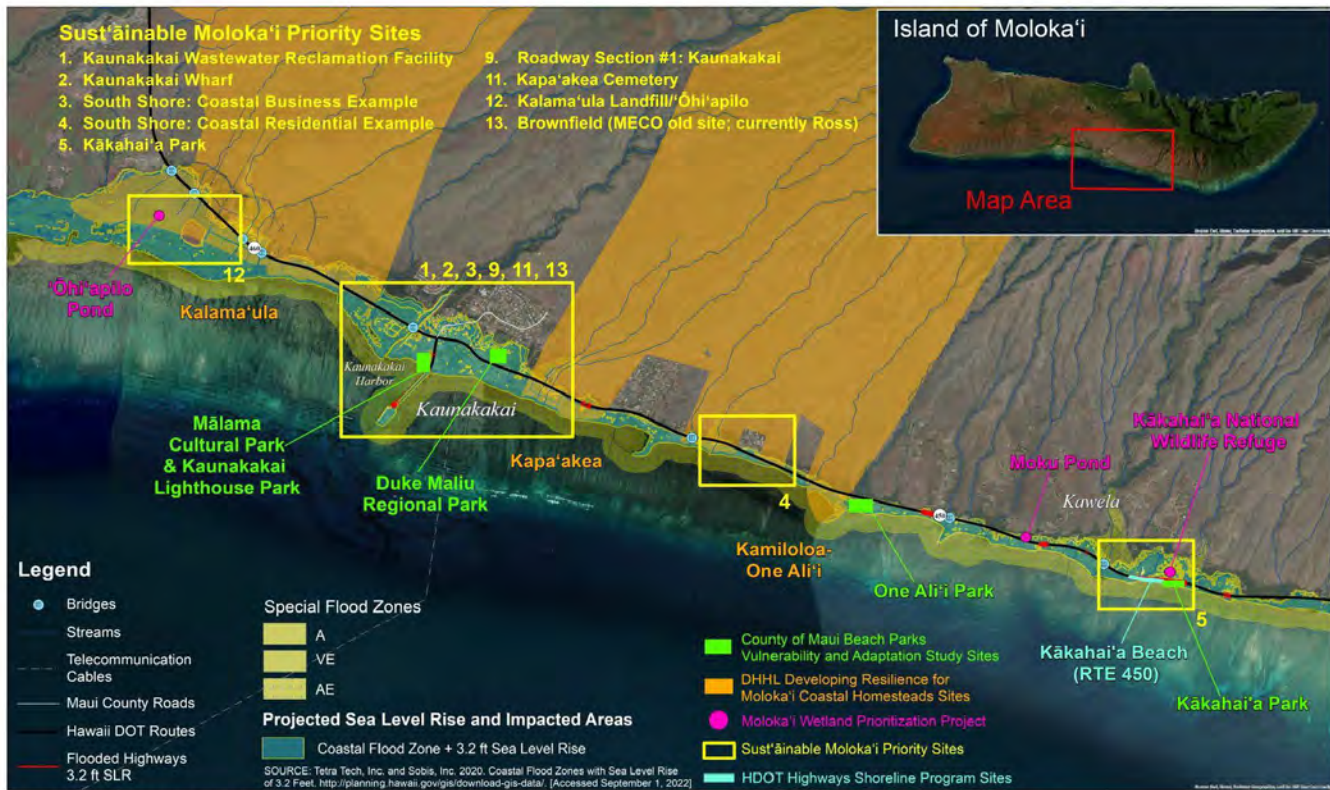 Sust‘āinable Moloka‘i Priority Sites
1. Kaunakakai Wastewater Reclamation Facility
2. Kaunakakai Wharf
3. South Shore: Coastal Business Example
4. South Shore: Coastal Residential Example
5. Kākahai‘a Park
9. Roadway Section #1: Kaunakakai
11. Kapa‘akea Cemetery
12. Kalama‘ula Landfill/‘Ōhi‘apilo
13. Brownfield (MECO old site; currently Ross)
Island of Moloka‘i
Map Area
460
12
‘Ōhi‘apilo
Pond
Kalama‘ula
1, 2, 3, 9, 11, 13
Kaunakakai
Harbor
Kaunakakai
Mālama
Cultural Park
& Kaunakakai
Lighthouse Park
Duke Maliu
Regional Park
Kapa‘akea
4
Kamiloloa-
One Ali‘i
450
One Ali‘i Park
Moku Pond
Kākahai‘a National
Wildlife Refuge
Kawela
5
Kākahai‘a Beach
(RTE 450)
Kākahai‘a Park
Legend
Bridges
Streams
Telecommunication
Cables
Maui County Roads
Hawaii DOT Routes
Flooded Highways
3.2 ft SLR
Special Flood Zones
A
VE
AE
Projected Sea Level Rise and Impacted Areas
Coastal Flood Zone + 3.2 ft Sea Level Rise
SOURCE: Tetra Tech, Inc. and Sobis, Inc. 2020. Coastal Flood Zones with Sea Level Rise
of 3.2 Feet. http://planning.hawaii.gov/gis/download-gis-data/. [Accessed September 1, 2022]
County of Maui Beach Parks
Vulnerability and Adaptation Study Sites
DHHL Developing Resilience for
Moloka‘i Coastal Homesteads Sites
Moloka‘i Wetland Prioritization Project
Sust‘āinable Moloka‘i Priority Sites
HDOT Highways Shoreline Program Sites